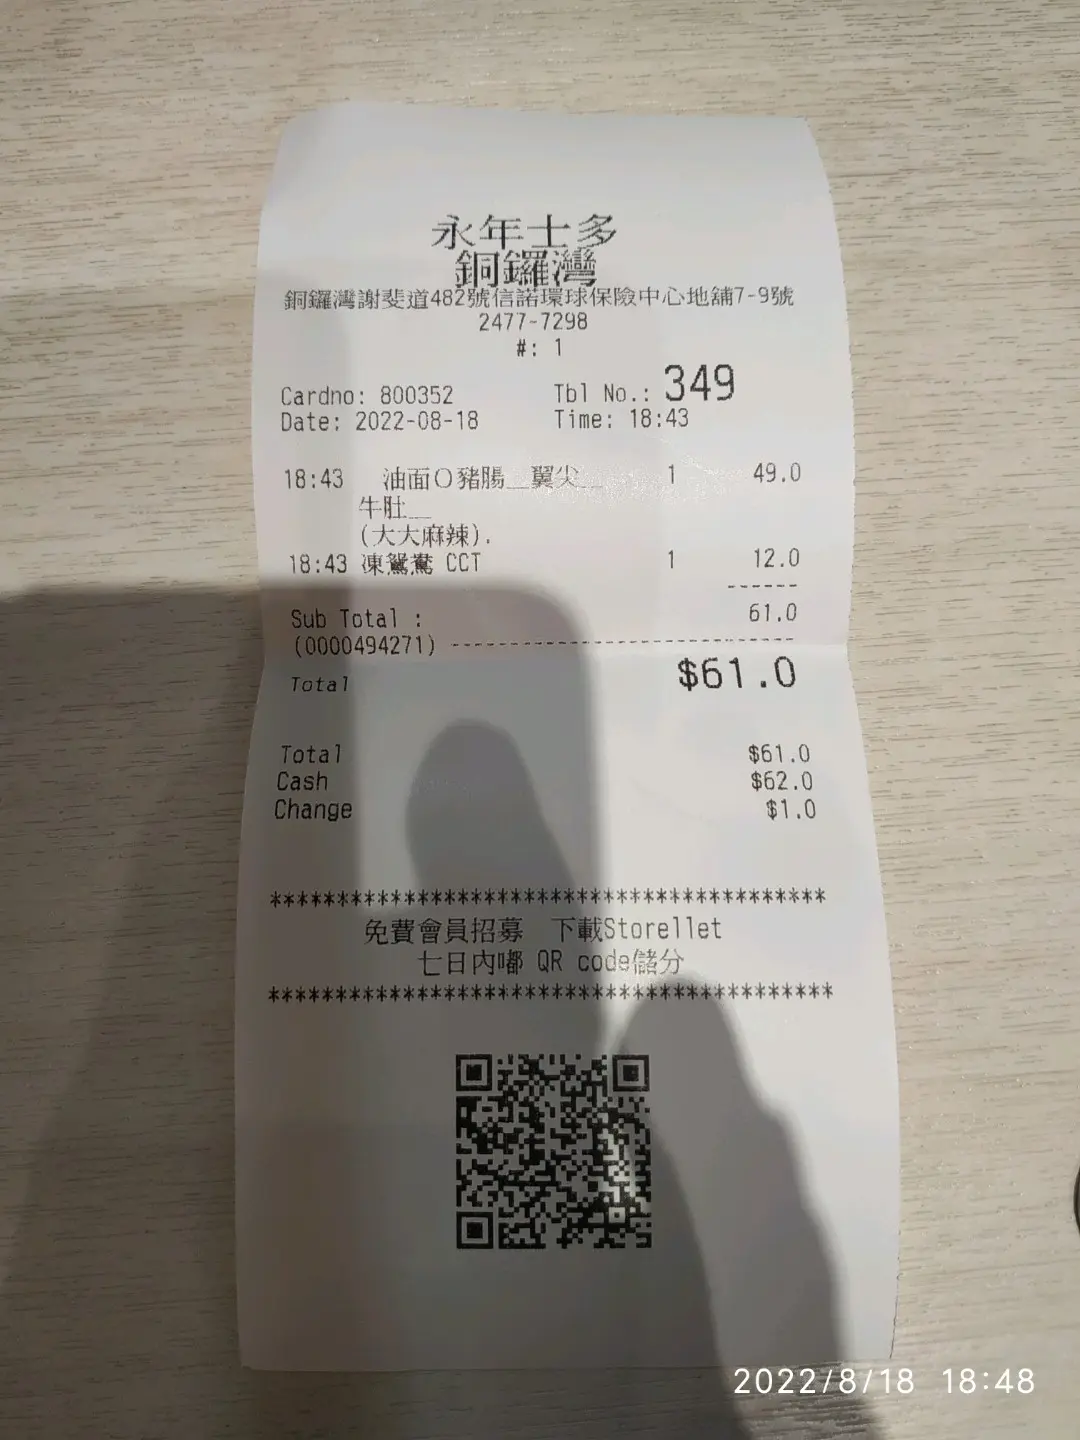 永年士多
銅鑼灣
銅鑼灣謝斐道482號信諾環球保險中心地舖7-9號
2477-7298
#: 1
Cardno: 800352 Tbl No.: 349
Date: 2022-08-18 Time: 18:43
18:43 油面O豬腸__翼尖__ 1 49.0
牛肚__
(大大麻辣).
18:43 凍鴛鴦 CCT 1 12.0
------
Sub Total : 61.0
(0000494271) ----------------------------
Total $61.0
Total $61.0
Cash $62.0
Change $1.0
******************************************
免費會員招募 下載Storellet
七日內嘟 QR code儲分
******************************************
2022/8/18 18:48